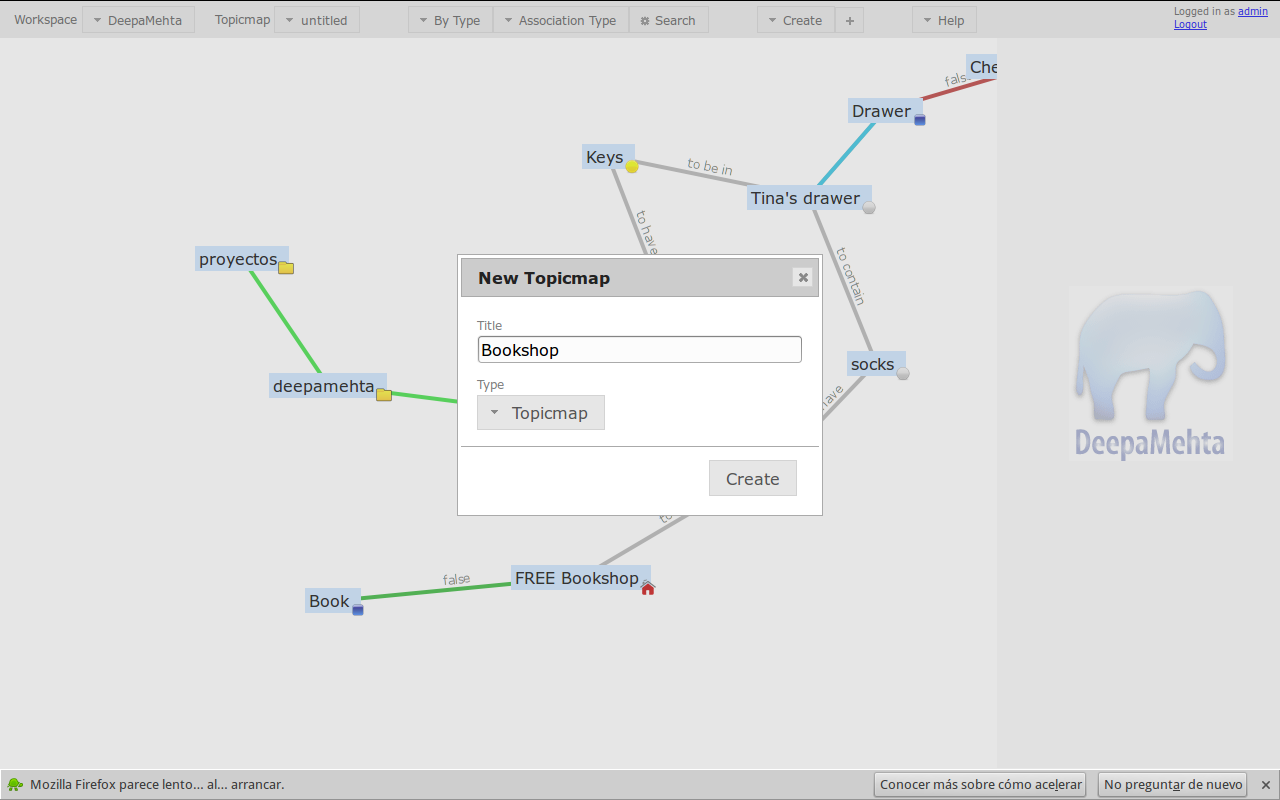 Workspace DeepaMehta Topicmap untitled By Type Association Type Search Create + Help Logged in as admin
Logout
Che
false
Drawer
Keys
to be in
Tina's drawer
to have
to contain
proyectos
New Topicmap
Title
Bookshop
Type
Topicmap
Create
socks
have
deepamehta
DeepaMehta
to
FREE Bookshop
false
Book
Mozilla Firefox parece lento... al... arrancar. Conocer más sobre cómo acelerar No preguntar de nuevo